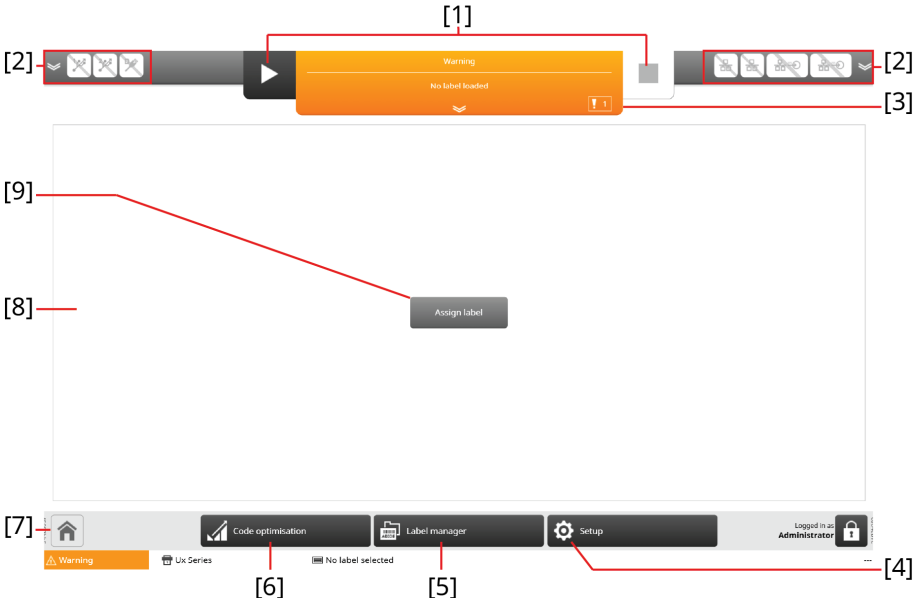 [1]
[2]
[2]
Warning
No label loaded
1
[3]
[9]
[8]
Assign label
[7]
Code optimisation
Label manager
Setup
Logged in as
Administrator
Warning
Ux Series
No label selected
---
[4]
[6]
[5]